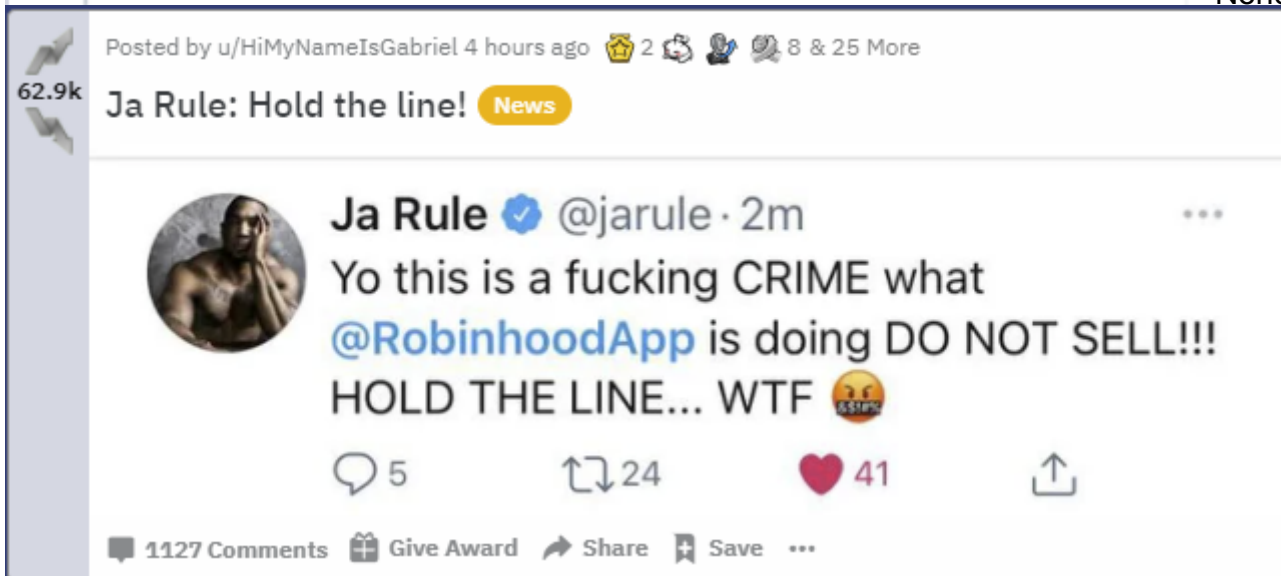 Posted by u/HiMyNameIsGabriel 4 hours ago 2 8 & 25 More
62.9k
Ja Rule: Hold the line! News
Ja Rule @jarule · 2m
Yo this is a fucking CRIME what
@RobinhoodApp is doing DO NOT SELL!!!
HOLD THE LINE... WTF 🤬
5 24 41
1127 Comments Give Award Share Save ...